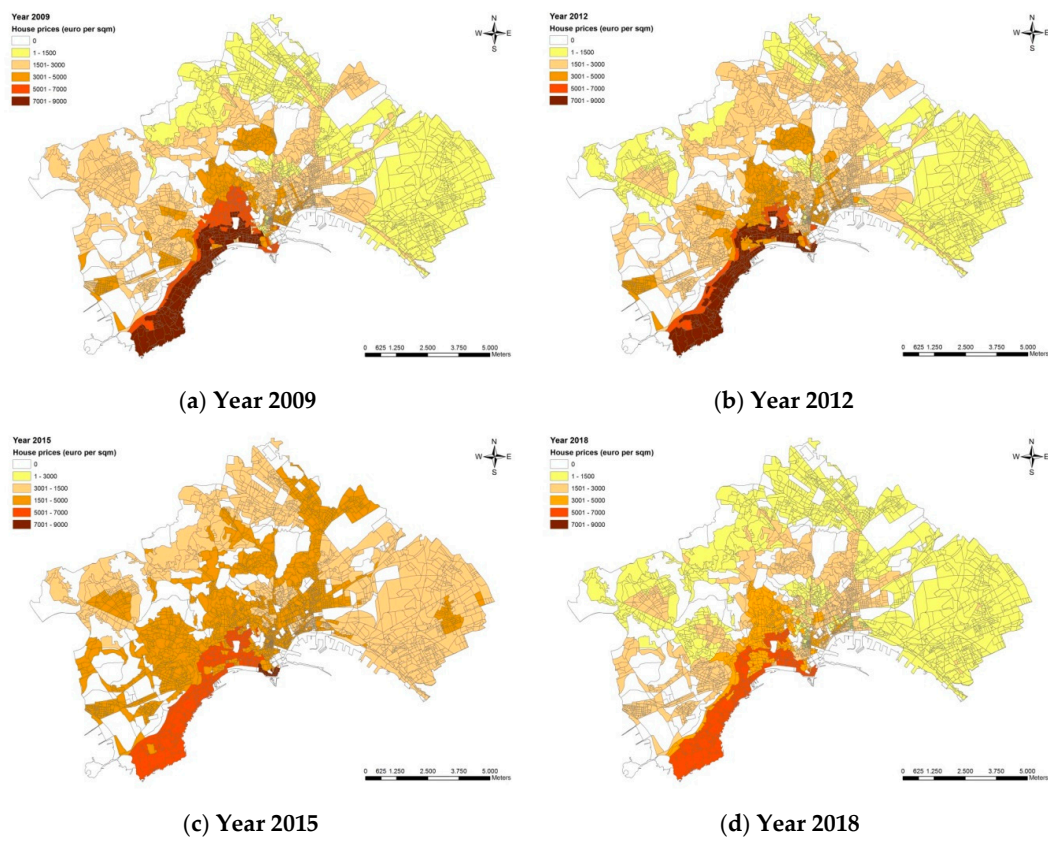 Year 2009
House prices (euro per sqm)
0
1 - 1500
1501- 3000
3001 - 5000
5001 - 7000
7001 - 9000
N
W E
S
0 625 1.250 2.500 3.750 5.000
Meters
(a) Year 2009
Year 2012
House prices (euro per sqm)
0
1 - 1500
1501 - 3000
3001 - 5000
5001 - 7000
7001 - 9000
N
W E
S
0 625 1.250 2.500 3.750 5.000
Meters
(b) Year 2012
Year 2015
House prices (euro per sqm)
0
1 - 3000
3001 - 1500
1501 - 5000
5001 - 7000
7001 - 9000
N
W E
S
0 625 1.250 2.500 3.750 5.000
Meters
(c) Year 2015
Year 2018
House prices (euro per sqm)
0
1 - 1500
1501 - 3000
3001 - 5000
5001 - 7000
7001 - 9000
N
W E
S
0 625 1.250 2.500 3.750 5.000
Meters
(d) Year 2018